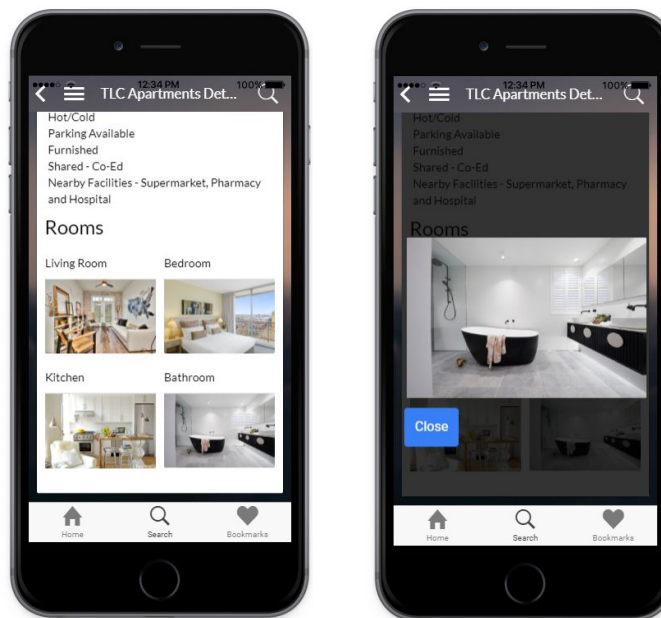 12:34 PM
100%
TLC Apartments Det...
Hot/Cold
Parking Available
Furnished
Shared - Co-Ed
Nearby Facilities - Supermarket, Pharmacy
and Hospital
Rooms
Living Room
Bedroom
Kitchen
Bathroom
Home
Search
Bookmarks
12:34 PM
100%
TLC Apartments Det...
Hot/Cold
Parking Available
Furnished
Shared - Co-Ed
Nearby Facilities - Supermarket, Pharmacy
and Hospital
Rooms
Close
Home
Search
Bookmarks